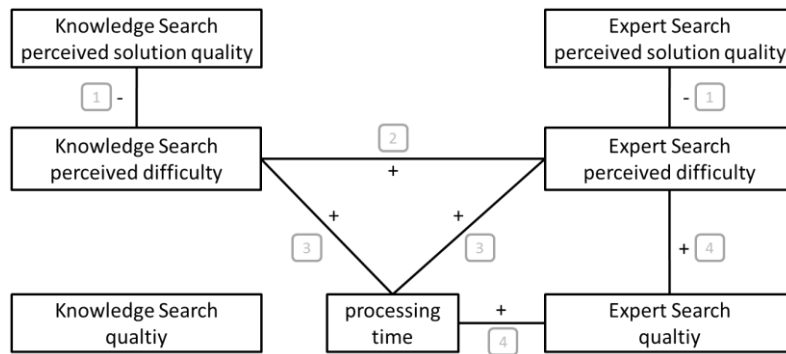 Knowledge Search
perceived solution quality
Expert Search
perceived solution quality
1 -
- 1
Knowledge Search
perceived difficulty
2
+
Expert Search
perceived difficulty
+
+
3
3
+ 4
Knowledge Search
qualtiy
processing
time
+
4
Expert Search
qualtiy